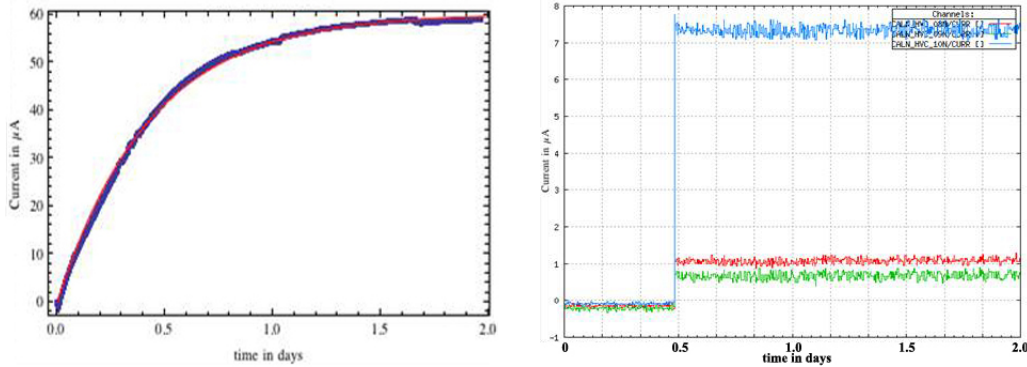 60
50
40
30
20
10
0
Current in μA
0.0 0.5 1.0 1.5 2.0
time in days
8
7
6
5
4
3
2
1
0
-1
Current in μA
Channels:
CALN_HVC_10N/CURR []
0 0.5 1.0 1.5 2.0
time in days